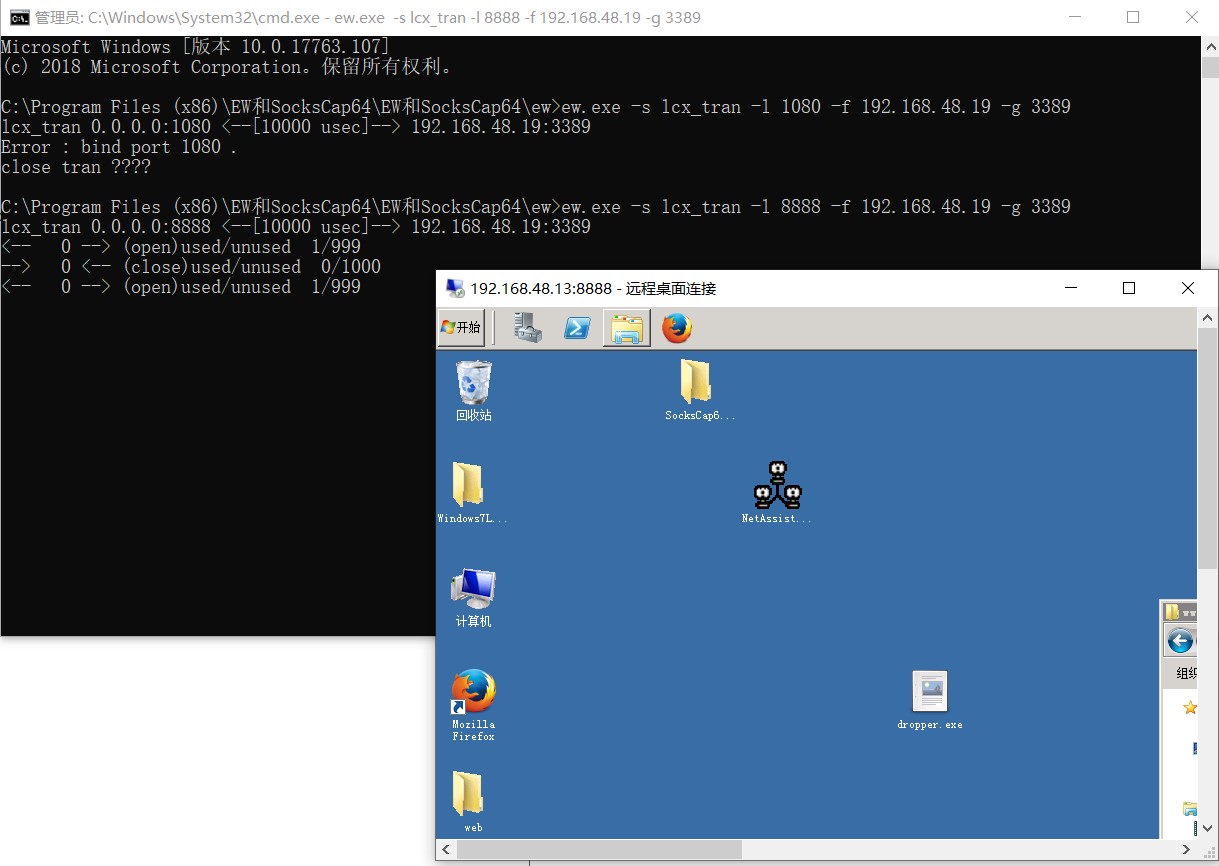 管理员: C:\Windows\System32\cmd.exe - ew.exe  -s lcx_tran -l 8888 -f 192.168.48.19 -g 3389
Microsoft Windows [版本 10.0.17763.107]
(c) 2018 Microsoft Corporation。保留所有权利。
C:\Program Files (x86)\EW和SocksCap64\EW和SocksCap64\ew>ew.exe -s lcx_tran -l 1080 -f 192.168.48.19 -g 3389
lcx_tran 0.0.0.0:1080 <--[10000 usec]--> 192.168.48.19:3389
Error : bind port 1080 .
close tran ????
C:\Program Files (x86)\EW和SocksCap64\EW和SocksCap64\ew>ew.exe -s lcx_tran -l 8888 -f 192.168.48.19 -g 3389
lcx_tran 0.0.0.0:8888 <--[10000 usec]--> 192.168.48.19:3389
<--   0 --> (open)used/unused  1/999
-->   0 <-- (close)used/unused  0/1000
<--   0 --> (open)used/unused  1/999
192.168.48.13:8888 - 远程桌面连接
开始
回收站
SocksCap6...
Windows7L...
NetAssist...
计算机
Mozilla
Firefox
dropper.exe
组织
web